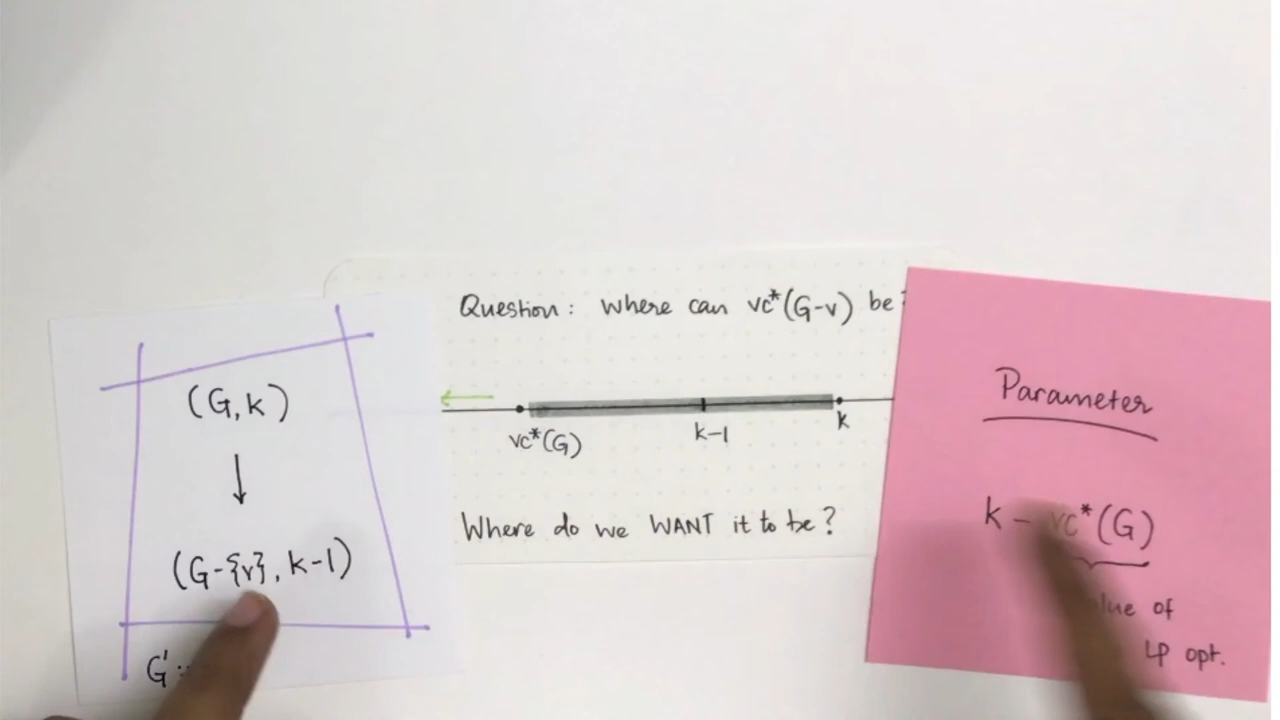 (G,k)
↓
(G-{v}, k-1)
G'
Question: where can vc*(G-v) be?
vc*(G)
k-1
k
Where do we WANT it to be?
Parameter
k - vc*(G)
of
LP opt.